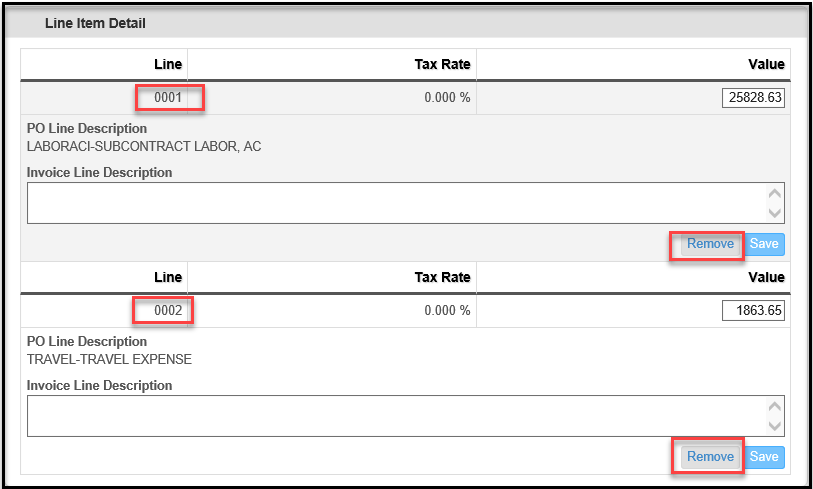 Line Item Detail
Line Tax Rate Value
0001 0.000 % 25828.63
PO Line Description
LABORACI-SUBCONTRACT LABOR, AC
Invoice Line Description
Remove Save
Line Tax Rate Value
0002 0.000 % 1863.65
PO Line Description
TRAVEL-TRAVEL EXPENSE
Invoice Line Description
Remove Save